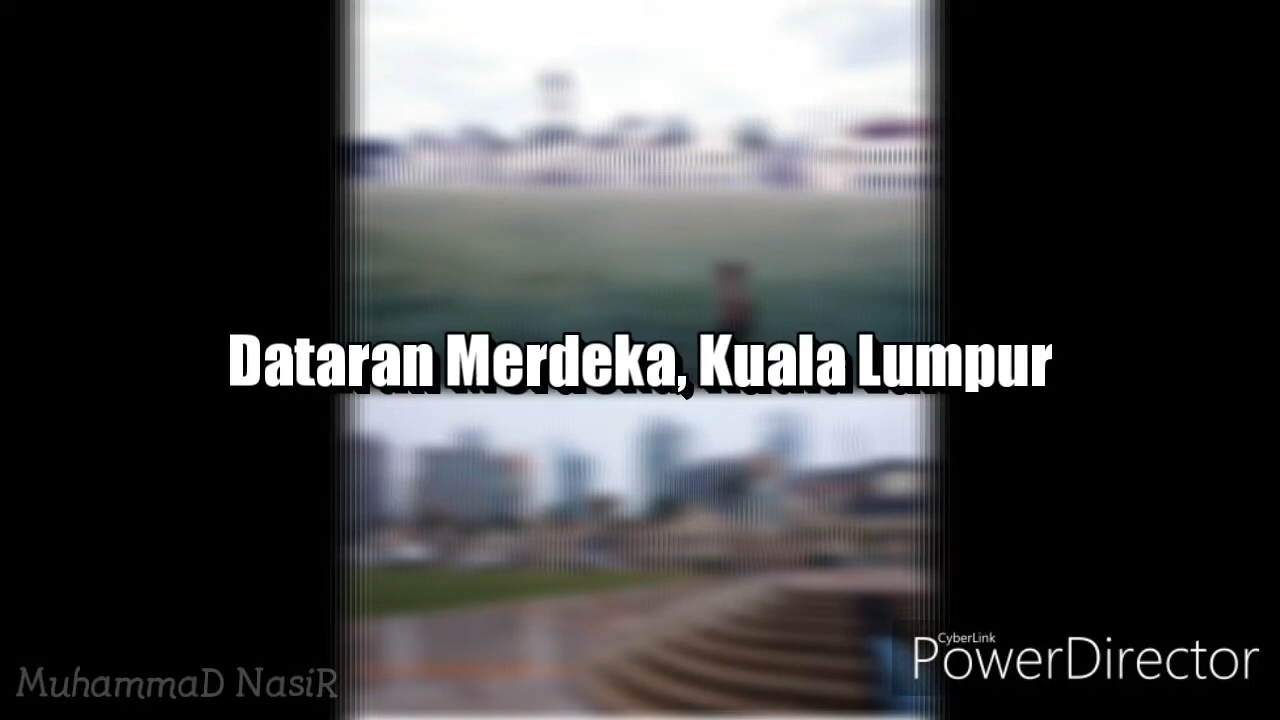 Dataran Merdeka, Kuala Lumpur
MuhammaD NasiR
CyberLink
PowerDirector